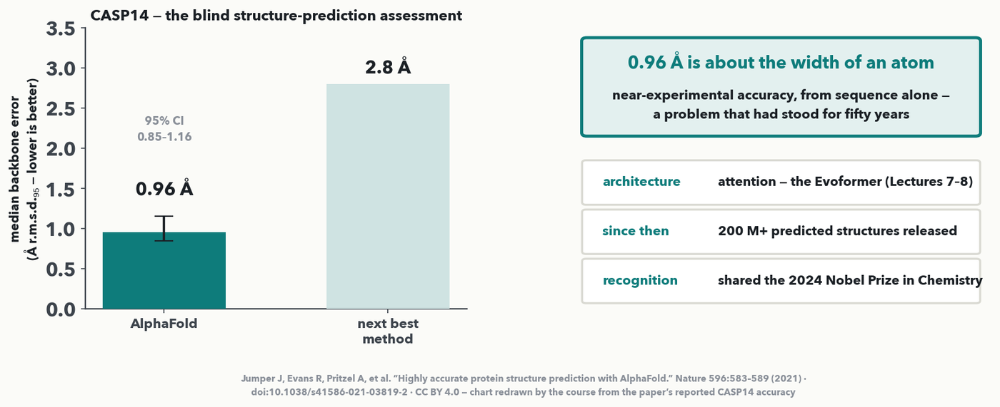 CASP14 — the blind structure-prediction assessment
median backbone error
(Å r.m.s.d.₉₅ — lower is better)
3.5
3.0
2.5
2.0
1.5
1.0
0.5
0.0
2.8 Å
95% CI
0.85–1.16
0.96 Å
AlphaFold
next best
method
0.96 Å is about the width of an atom
near-experimental accuracy, from sequence alone —
a problem that had stood for fifty years
architecture attention — the Evoformer (Lectures 7–8)
since then 200 M+ predicted structures released
recognition shared the 2024 Nobel Prize in Chemistry
Jumper J, Evans R, Pritzel A, et al. “Highly accurate protein structure prediction with AlphaFold.” Nature 596:583–589 (2021) ·
doi:10.1038/s41586-021-03819-2 · CC BY 4.0 — chart redrawn by the course from the paper’s reported CASP14 accuracy